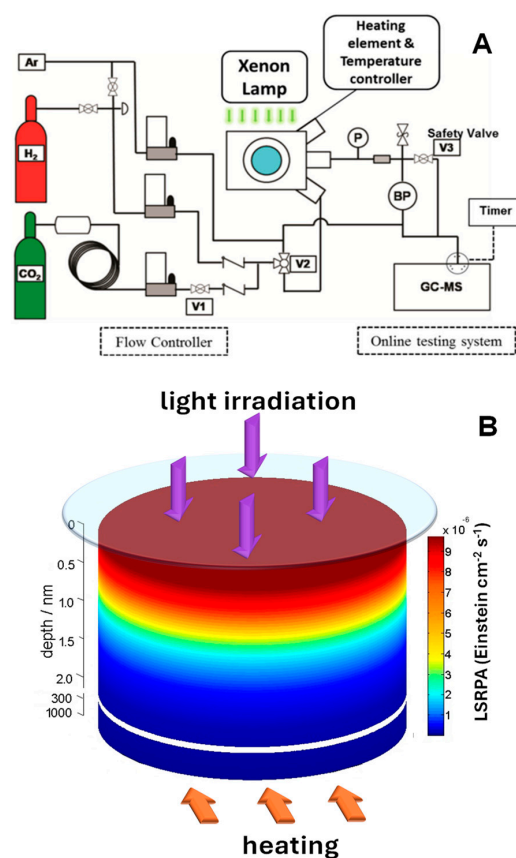 A
Ar
Heating
element &
Temperature
controller
Xenon
Lamp
H2
P
Safety Valve
V3
BP
Timer
CO2
V2
V1
GC-MS
Flow Controller
Online testing system
light irradiation
B
0
0.5
1.0
1.5
2.0
300
1000
depth / nm
x 10-6
9
8
7
6
5
4
3
2
1
LSRPA (Einstein cm-2 s-1)
heating